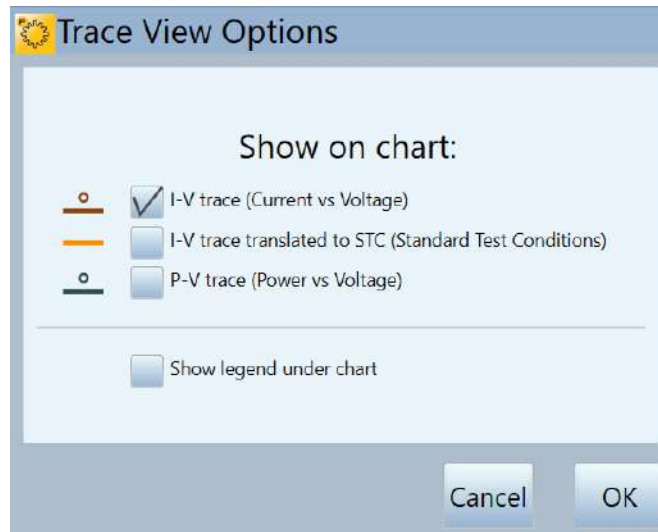 Trace View Options
Show on chart:
I-V trace (Current vs Voltage)
I-V trace translated to STC (Standard Test Conditions)
P-V trace (Power vs Voltage)
Show legend under chart
Cancel OK